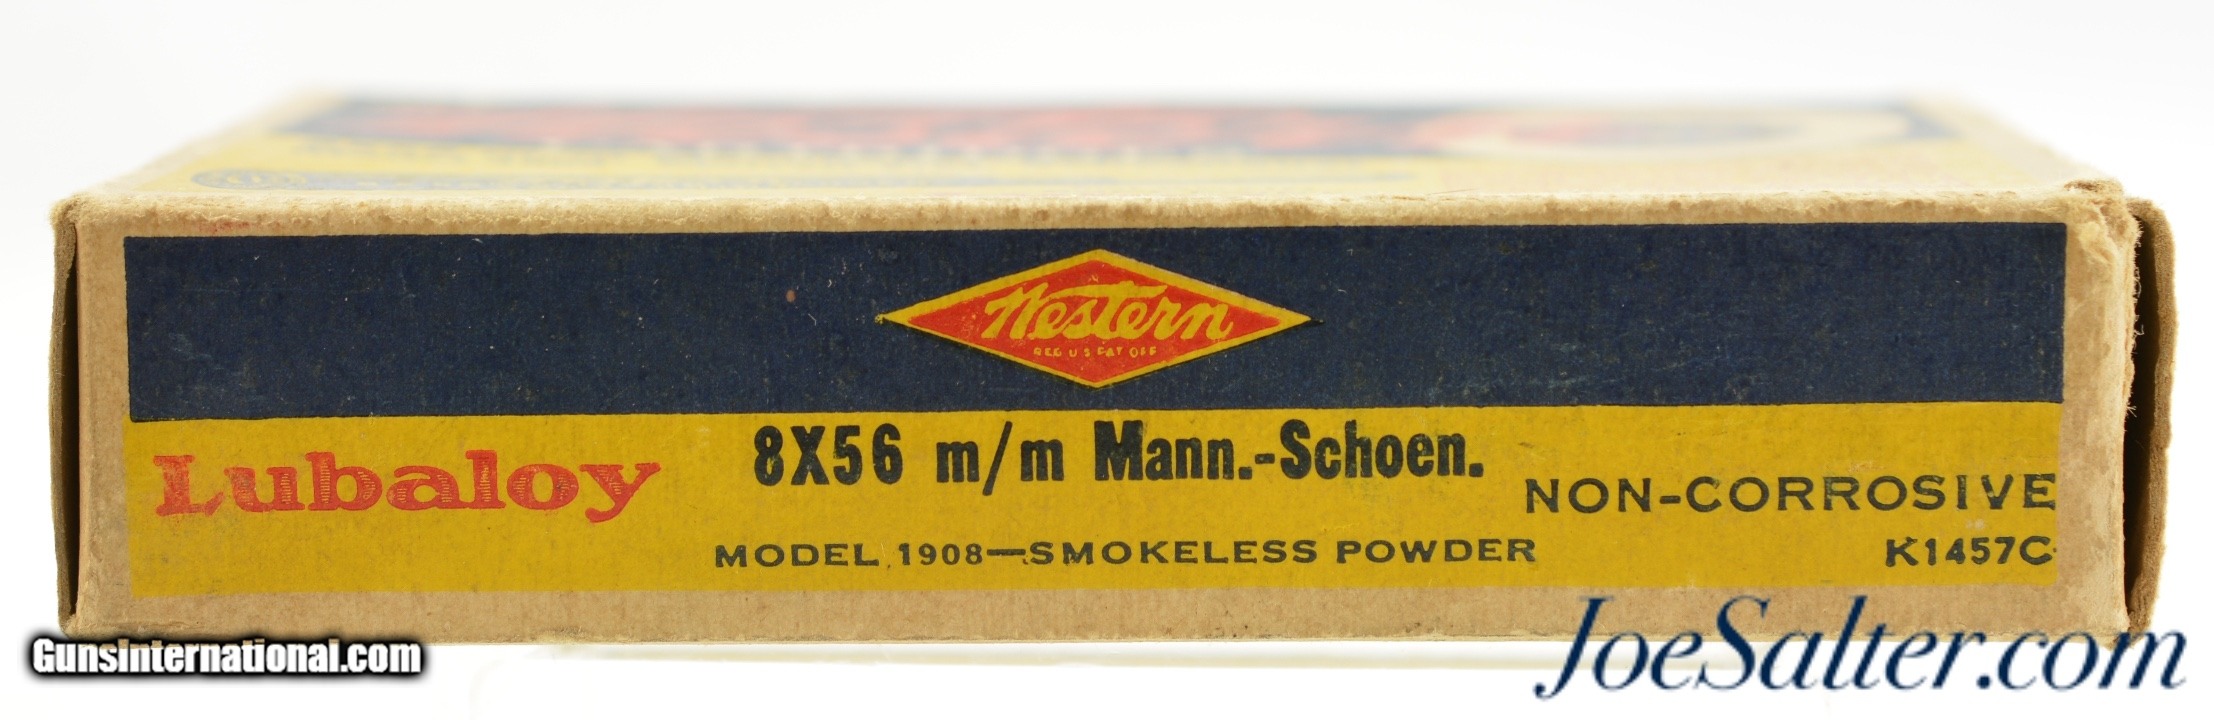 Western
REG U S PAT OFF
Lubaloy
8X56 m/m Mann.-Schoen.
NON-CORROSIVE
MODEL 1908—SMOKELESS POWDER
K1457C
GunsInternational.com
JoeSalter.com